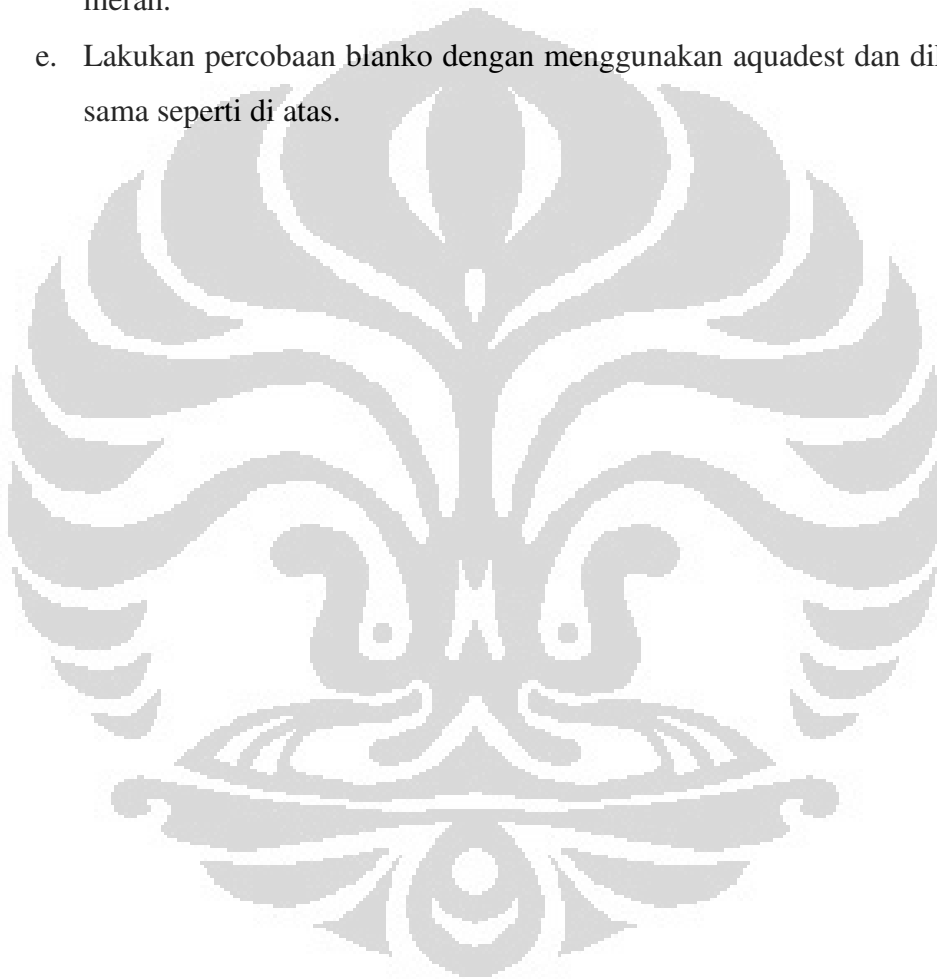 merah.
e. Lakukan percobaan blanko dengan menggunakan aquadest dan
sama seperti di atas.